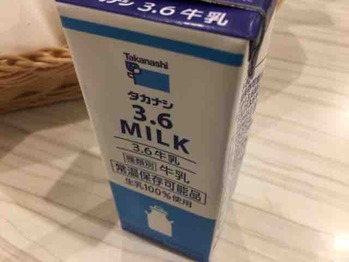 3.6 牛乳
Takanashi
タカナシ
3.6
MILK
3.6牛乳
種類別 牛乳
常温保存可能品
生乳100%使用